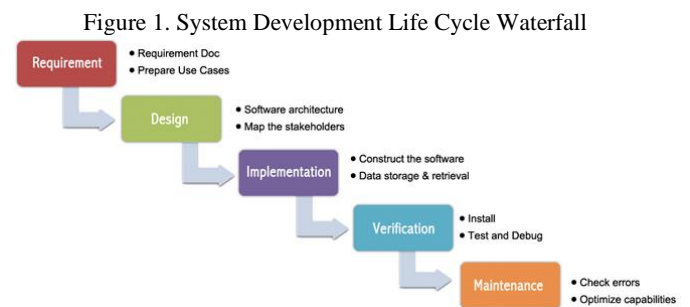 Figure 1. System Development Life Cycle Waterfall
Requirement
• Requirement Doc
• Prepare Use Cases
Design
• Software architecture
• Map the stakeholders
Implementation
• Construct the software
• Data storage & retrieval
Verification
• Install
• Test and Debug
Maintenance
• Check errors
• Optimize capabilities